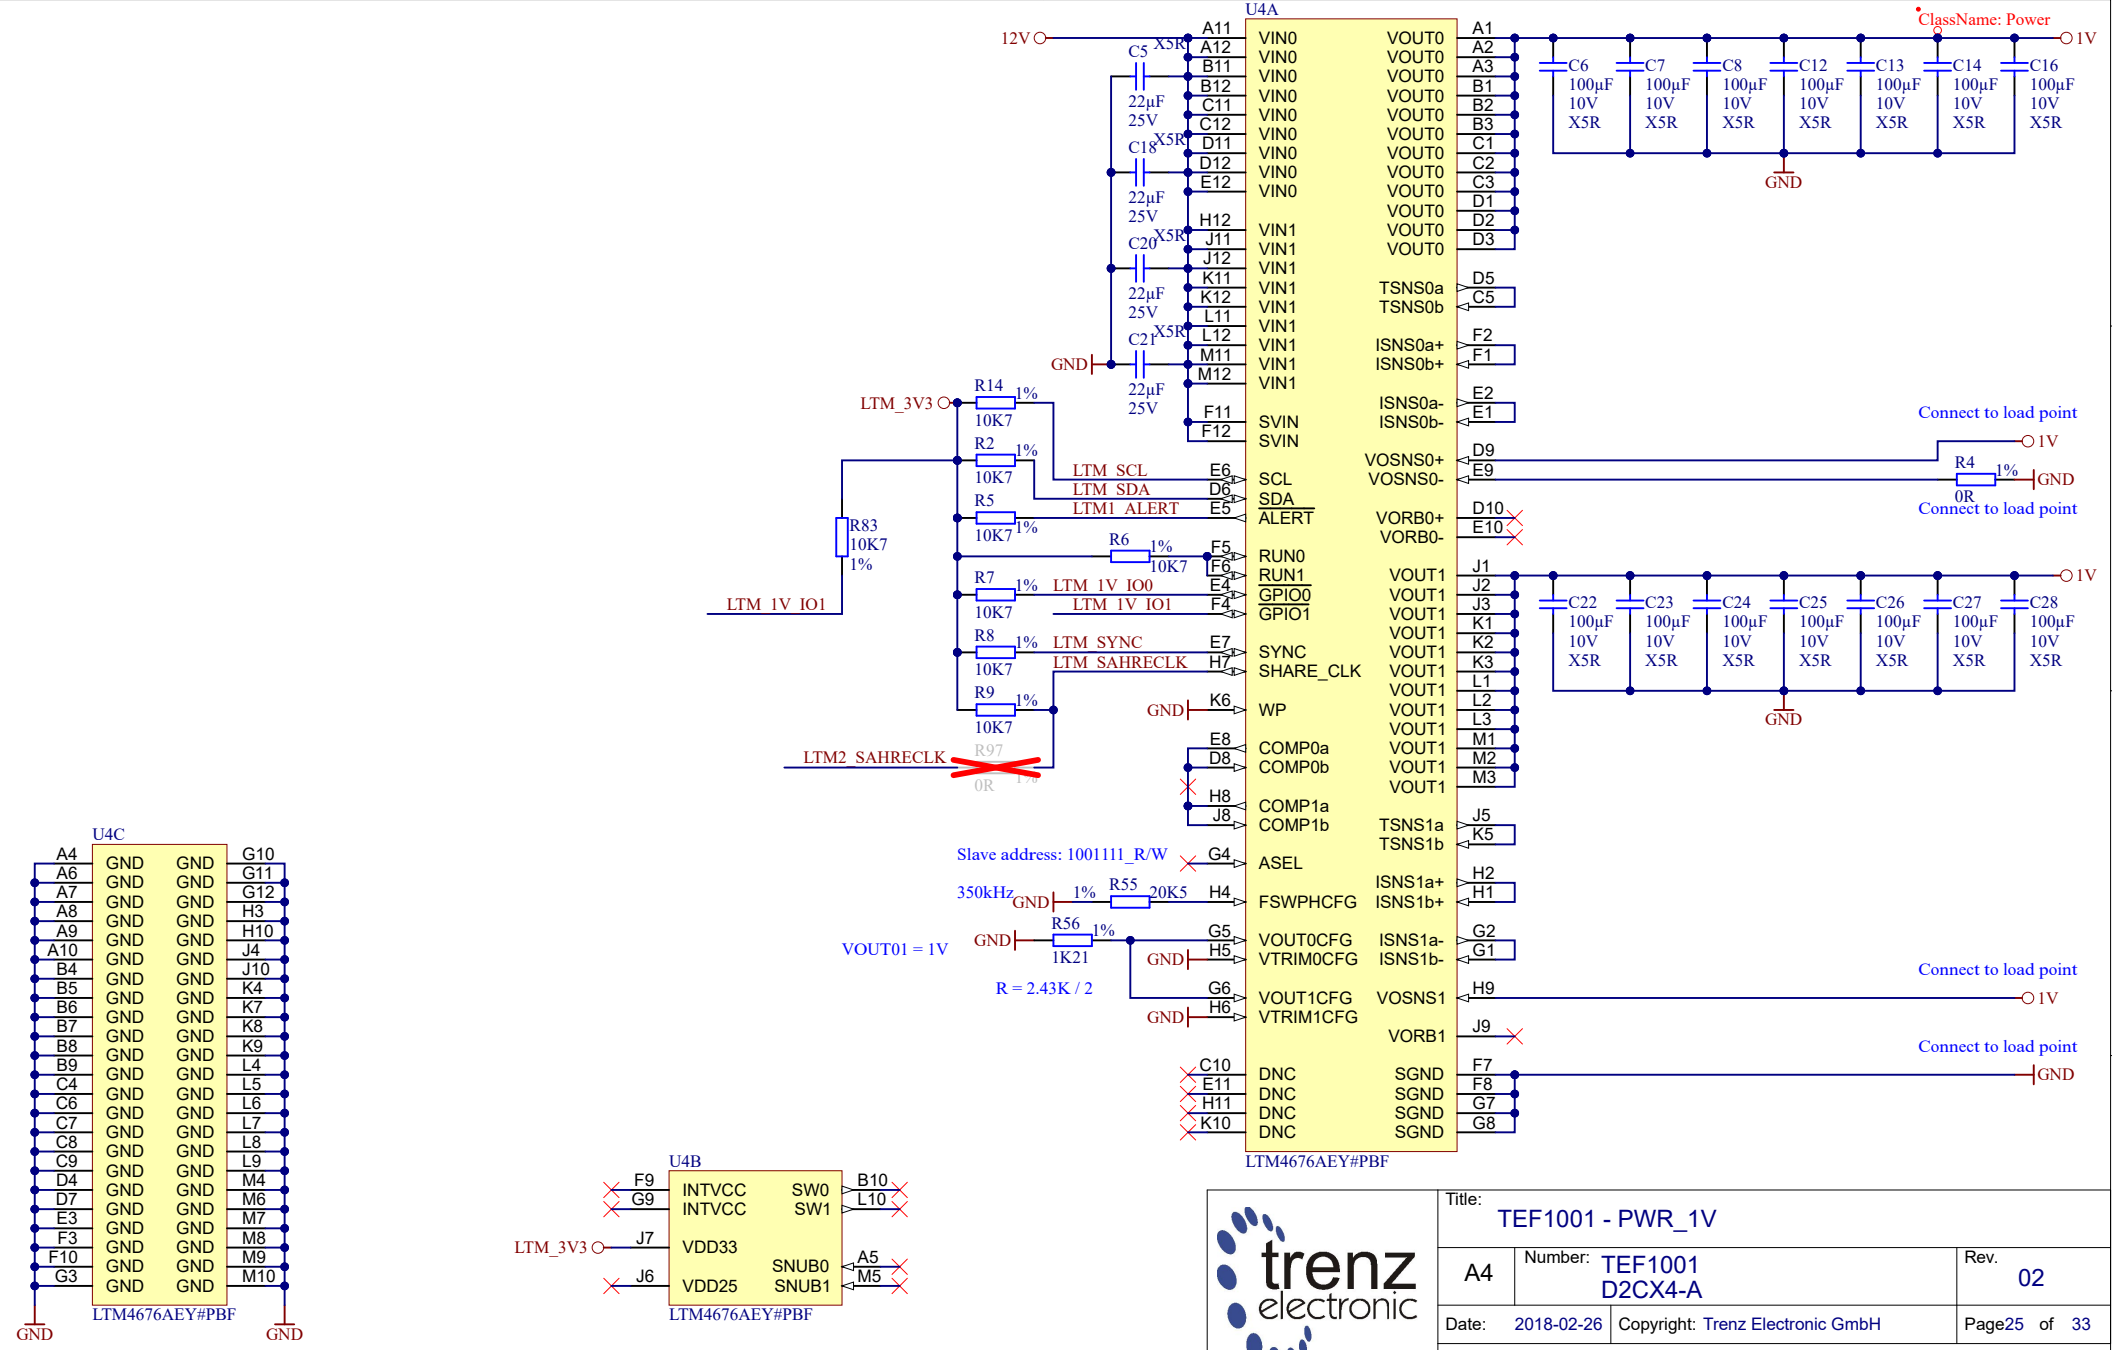 U4A
ClassName: Power
12V
1V
C5 X5R
22µF
25V
C18 X5R
22µF
25V
C20 X5R
22µF
25V
C21 X5R
22µF
25V
GND
A11 VIN0
A12 VIN0
B11 VIN0
B12 VIN0
C11 VIN0
C12 VIN0
D11 VIN0
D12 VIN0
E12 VIN0
H12 VIN1
J11 VIN1
J12 VIN1
K11 VIN1
K12 VIN1
L11 VIN1
L12 VIN1
M11 VIN1
M12 VIN1
F11 SVIN
F12 SVIN
E6 SCL
D6 SDA
E5 ALERT
F5 RUN0
F6 RUN1
E4 GPIO0
F4 GPIO1
E7 SYNC
H7 SHARE_CLK
K6 WP
E8 COMP0a
D8 COMP0b
H8 COMP1a
J8 COMP1b
G4 ASEL
H4 FSWPHCFG
G5 VOUT0CFG
H5 VTRIM0CFG
G6 VOUT1CFG
H6 VTRIM1CFG
C10 DNC
E11 DNC
H11 DNC
K10 DNC
VOUT0 A1
VOUT0 A2
VOUT0 A3
VOUT0 B1
VOUT0 B2
VOUT0 B3
VOUT0 C1
VOUT0 C2
VOUT0 C3
VOUT0 D1
VOUT0 D2
VOUT0 D3
TSNS0a D5
TSNS0b C5
ISNS0a+ F2
ISNS0b+ F1
ISNS0a- E2
ISNS0b- E1
VOSNS0+ D9
VOSNS0- E9
VORB0+ D10
VORB0- E10
VOUT1 J1
VOUT1 J2
VOUT1 J3
VOUT1 K1
VOUT1 K2
VOUT1 K3
VOUT1 L1
VOUT1 L2
VOUT1 L3
VOUT1 M1
VOUT1 M2
VOUT1 M3
TSNS1a J5
TSNS1b K5
ISNS1a+ H2
ISNS1b+ H1
ISNS1a- G2
ISNS1b- G1
VOSNS1 H9
VORB1 J9
SGND F7
SGND F8
SGND G7
SGND G8
LTM4676AEY#PBF
C6 C7 C8 C12 C13 C14 C16
100µF 100µF 100µF 100µF 100µF 100µF 100µF
10V 10V 10V 10V 10V 10V 10V
X5R X5R X5R X5R X5R X5R X5R
GND
Connect to load point
1V
R4 1%
0R
GND
Connect to load point
1V
C22 C23 C24 C25 C26 C27 C28
100µF 100µF 100µF 100µF 100µF 100µF 100µF
10V 10V 10V 10V 10V 10V 10V
X5R X5R X5R X5R X5R X5R X5R
GND
Connect to load point
1V
Connect to load point
GND
LTM_3V3
R14 1%
10K7
R2 1%
10K7
R5 1%
10K7
R83
10K7
1%
R6 1%
10K7
R7 1%
10K7
R8 1%
10K7
R9 1%
10K7
R97
0R 1%
LTM_SCL
LTM_SDA
LTM1_ALERT
LTM_1V_IO0
LTM_1V_IO1
LTM_1V_IO1
LTM_SYNC
LTM_SAHRECLK
LTM2_SAHRECLK
GND
Slave address: 1001111_R/W
350kHz GND 1% R55 20K5
VOUT01 = 1V
GND R56 1%
1K21
GND
R = 2.43K / 2
GND
U4C
A4 GND GND G10
A6 GND GND G11
A7 GND GND G12
A8 GND GND H3
A9 GND GND H10
A10 GND GND J4
B4 GND GND J10
B5 GND GND K4
B6 GND GND K7
B7 GND GND K8
B8 GND GND K9
B9 GND GND L4
C4 GND GND L5
C6 GND GND L6
C7 GND GND L7
C8 GND GND L8
C9 GND GND L9
D4 GND GND M4
D7 GND GND M6
E3 GND GND M7
F3 GND GND M8
F10 GND GND M9
G3 GND GND M10
LTM4676AEY#PBF
GND GND
U4B
F9 INTVCC SW0 B10
G9 INTVCC SW1 L10
LTM_3V3 J7 VDD33
SNUB0 A5
J6 VDD25 SNUB1 M5
LTM4676AEY#PBF
trenz
electronic
Title:
TEF1001 - PWR_1V
A4
Number: TEF1001
D2CX4-A
Rev.
02
Date: 2018-02-26
Copyright: Trenz Electronic GmbH
Page25 of 33